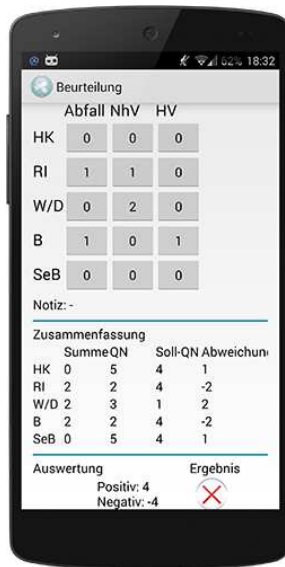 62% 18:32
Beurteilung
Abfall NhV HV
HK 0 0 0
RI 1 1 0
W/D 0 2 0
B 1 0 1
SeB 0 0 0
Notiz: -
Zusammenfassung
Summe QN Soll-QN Abweichun
HK 0 5 4 1
RI 2 2 4 -2
W/D 2 3 1 2
B 2 2 4 -2
SeB 0 5 4 1
Auswertung Ergebnis
Positiv: 4
Negativ: -4